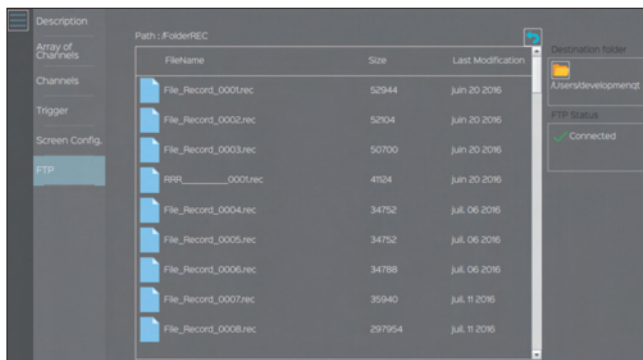 Description
Array of
Channels
Channels
Trigger
Screen Config.
FTP
Path : /FolderREC
FileName Size Last Modification
File_Record_0001.rec 52944 juin 20 2016
File_Record_0002.rec 52104 juin 20 2016
File_Record_0003.rec 50700 juin 20 2016
RRR________0001.rec 41124 juin 20 2016
File_Record_0004.rec 34752 juil. 06 2016
File_Record_0005.rec 34752 juil. 06 2016
File_Record_0006.rec 34788 juil. 06 2016
File_Record_0007.rec 35940 juil. 11 2016
File_Record_0008.rec 297954 juil. 11 2016
Destination folder
/Users/developmenqt
FTP Status
Connected